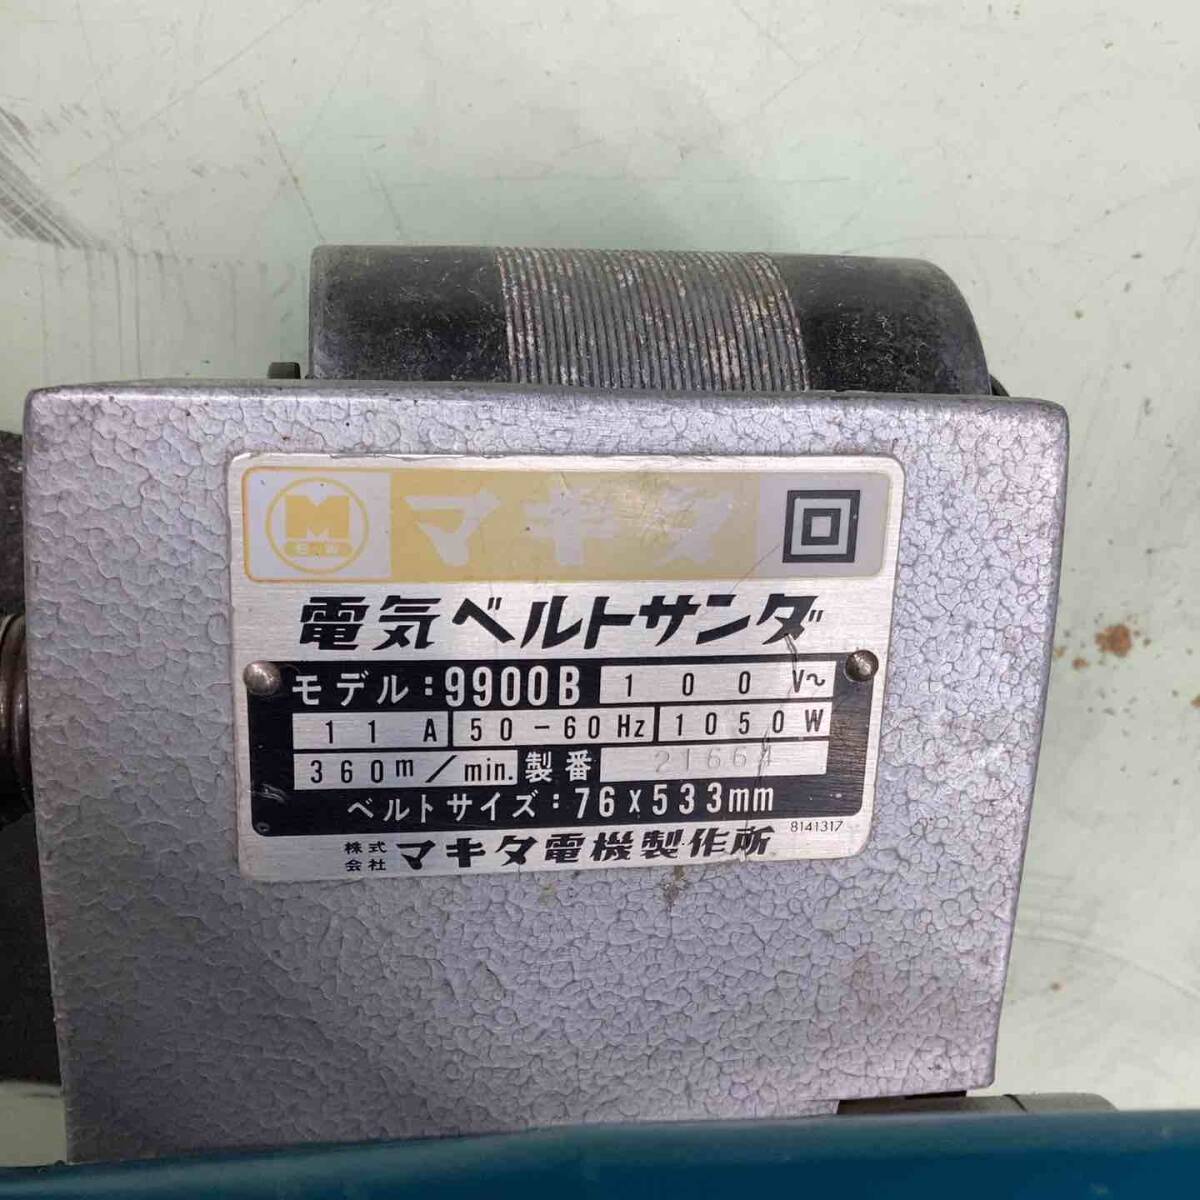 M
E.W
マキタ
電気ベルトサンダ
モデル:9900B 100V~
11A 50-60Hz 1050W
360m/min. 製番 21664
ベルトサイズ:76x533mm
8141317
株式会社 マキタ電機製作所